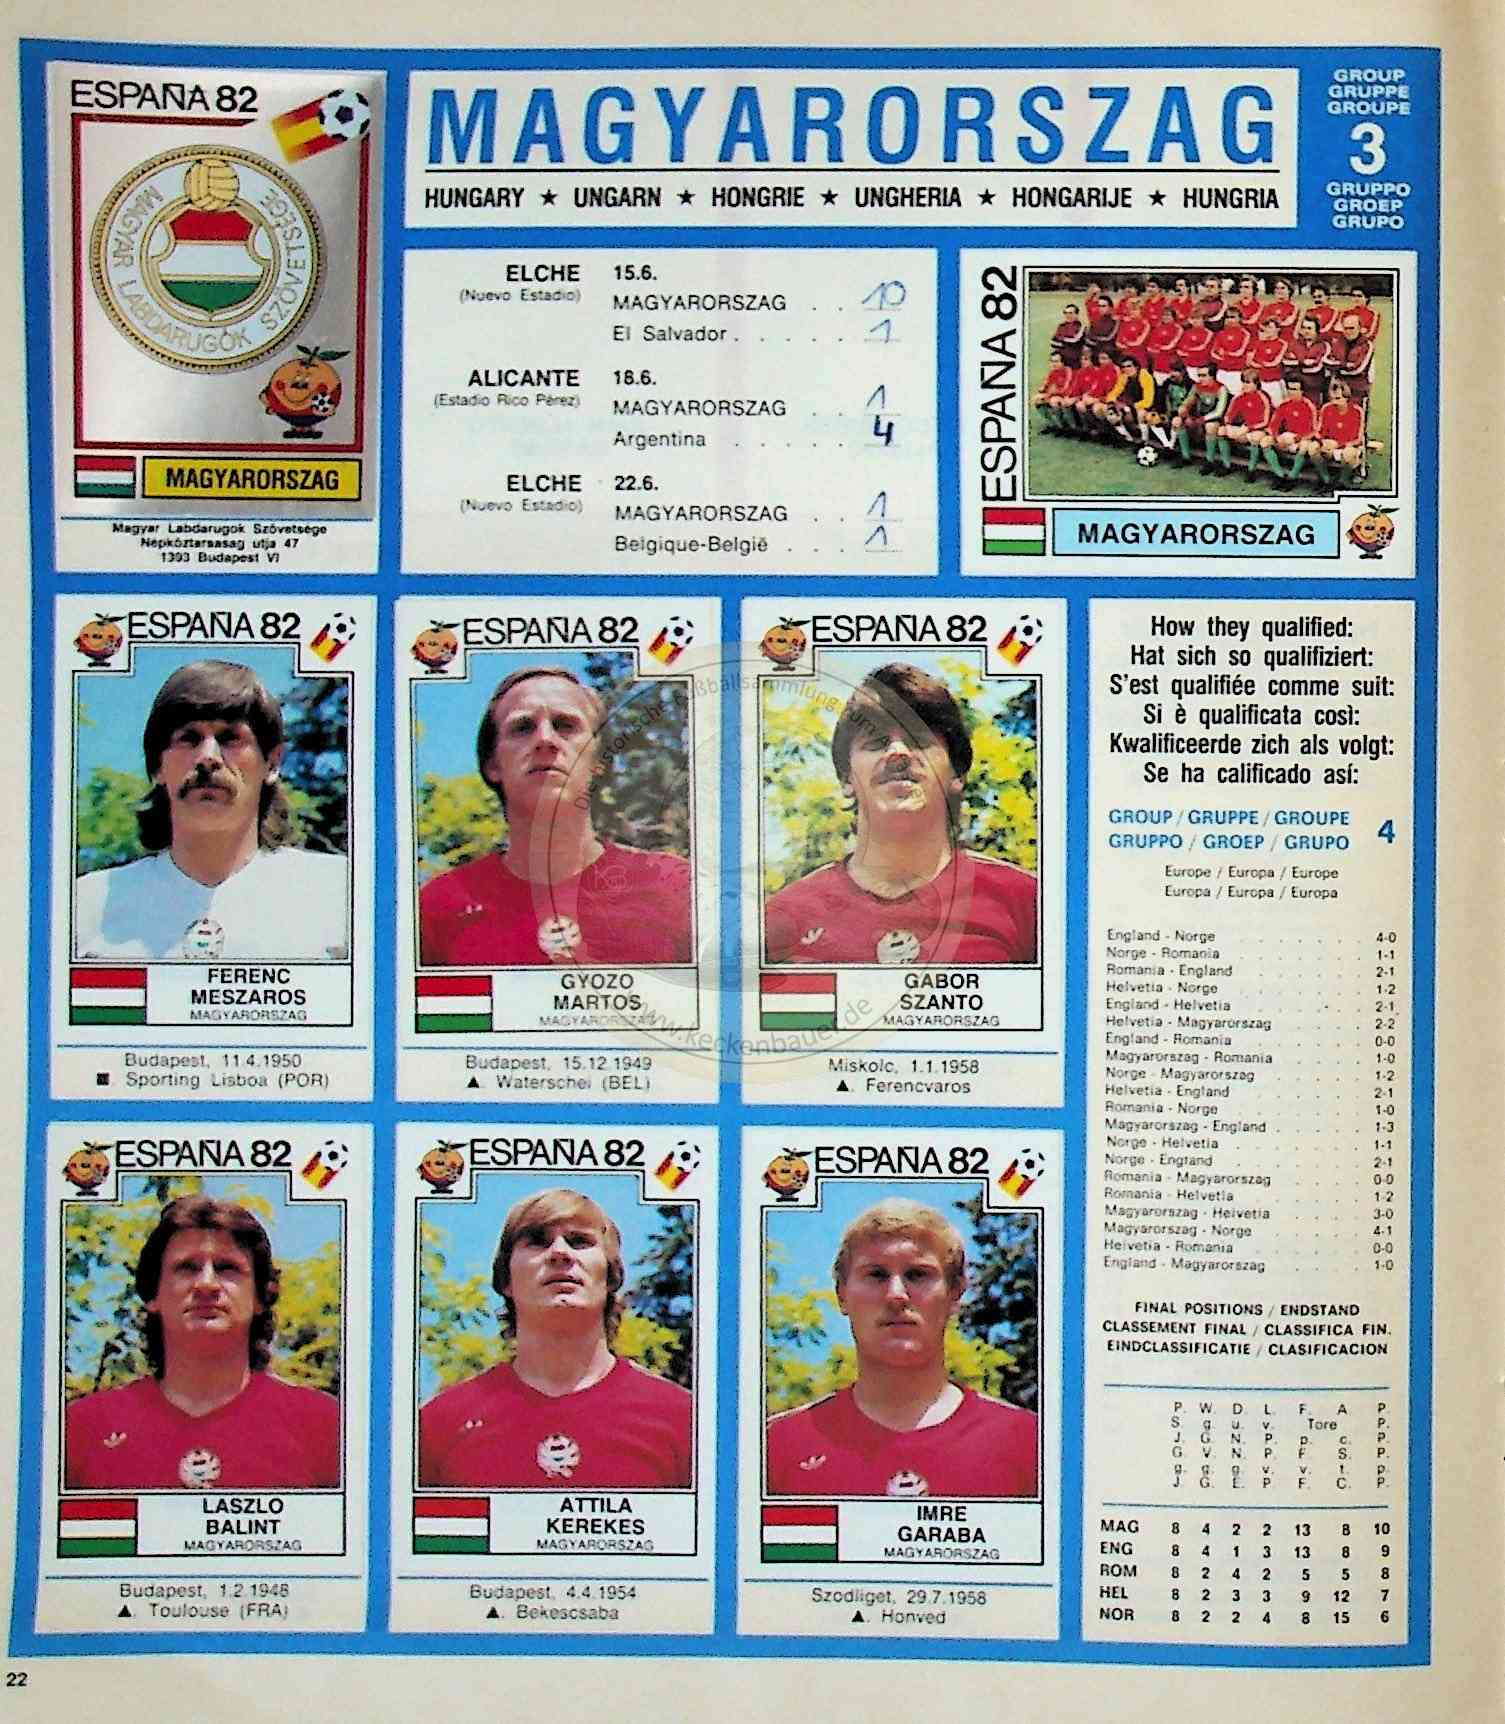 ESPAÑA 82
MAGYAR LABDARUGÓK SZÖVETSÉGE
MAGYARORSZAG
Magyar Labdarugok Szövetsege
Nepköztarsasag utja 47
1393 Budapest VI
MAGYARORSZAG
HUNGARY ★ UNGARN ★ HONGRIE ★ UNGHERIA ★ HONGARIJE ★ HUNGRIA
GROUP
GRUPPE
GROUPE
3
GRUPPO
GROEP
GRUPO
ELCHE 15.6.
(Nuevo Estadio) MAGYARORSZAG . . 10
El Salvador . . . . . 1
ALICANTE 18.6.
(Estadio Rico Pérez) MAGYARORSZAG . . 1
Argentina . . . . . 4
ELCHE 22.6.
(Nuevo Estadio) MAGYARORSZAG . . 1
Belgique-België . . . 1
ESPAÑA 82
MAGYARORSZAG
ESPAÑA 82
FERENC
MESZAROS
MAGYARORSZAG
Budapest, 11.4.1950
■. Sporting Lisboa (POR)
ESPAÑA 82
GYOZO
MARTOS
MAGYARORSZAG
Budapest, 15.12.1949
▲. Waterschei (BEL)
ESPAÑA 82
GABOR
SZANTO
MAGYARORSZAG
Miskolc, 1.1.1958
▲. Ferencvaros
ESPAÑA 82
LASZLO
BALINT
MAGYARORSZAG
Budapest, 1.2.1948
▲. Toulouse (FRA)
ESPAÑA 82
ATTILA
KEREKES
MAGYARORSZAG
Budapest, 4.4.1954
▲. Bekescsaba
ESPAÑA 82
IMRE
GARABA
MAGYARORSZAG
Szodliget, 29.7.1958
▲. Honved
How they qualified:
Hat sich so qualifiziert:
S'est qualifiée comme suit:
Si è qualificata così:
Kwalificeerde zich als volgt:
Se ha calificado así:
GROUP / GRUPPE / GROUPE
GRUPPO / GROEP / GRUPO 4
Europe / Europa / Europe
Europa / Europa / Europa
England - Norge . . . . . . 4-0
Norge - Romania . . . . . . 1-1
Romania - England . . . . . 2-1
Helvetia - Norge . . . . . . 1-2
England - Helvetia . . . . . 2-1
Helvetia - Magyarország . . . . 2-2
England - Romania . . . . . 0-0
Magyarorszag - Romania . . . . 1-0
Norge - Magyarorszag . . . . . 1-2
Helvetia - England . . . . . 2-1
Romania - Norge . . . . . . 1-0
Magyarorszag - England . . . . . 1-3
Norge - Helvetia . . . . . . 1-1
Norge - England . . . . . . 2-1
Romania - Magyarorszag . . . . 0-0
Romania - Helvetia . . . . . 1-2
Magyarorszag - Helvetia . . . . 3-0
Magyarorszag - Norge . . . . . 4-1
Helvetia - Romania . . . . . 0-0
England - Magyarorszag . . . . 1-0
FINAL POSITIONS / ENDSTAND
CLASSEMENT FINAL / CLASSIFICA FIN.
EINDCLASSIFICATIE / CLASIFICACION
P. W. D. L. F. A. P.
S. g. u. v. Tore P.
J. G. N. P. p. c. P.
G. V. N. P. F. S. P.
g. g. g. v. v. t. p.
J. G. E. P. F. C. P.
MAG 8 4 2 2 13 8 10
ENG 8 4 1 3 13 8 9
ROM 8 2 4 2 5 5 8
HEL 8 2 3 3 9 12 7
NOR 8 2 2 4 8 15 6
22
www.keckenbauer.de